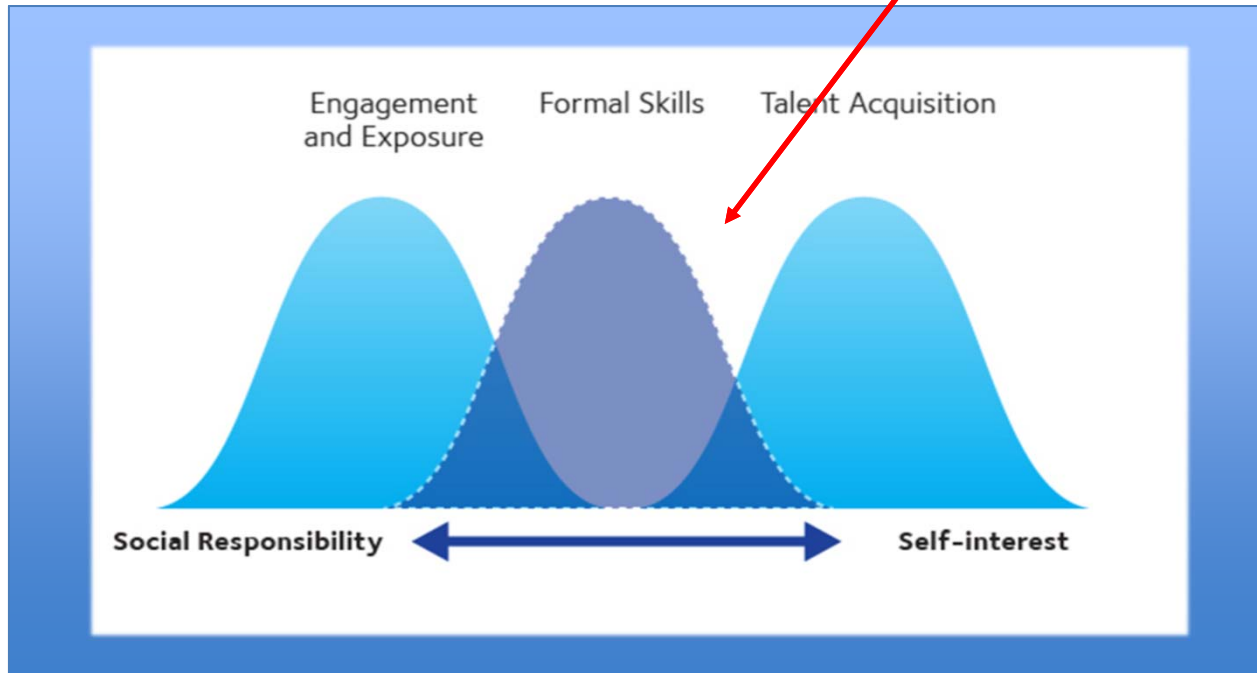 Engagement
and Exposure
Formal Skills
Talent Acquisition
Social Responsibility
Self-interest